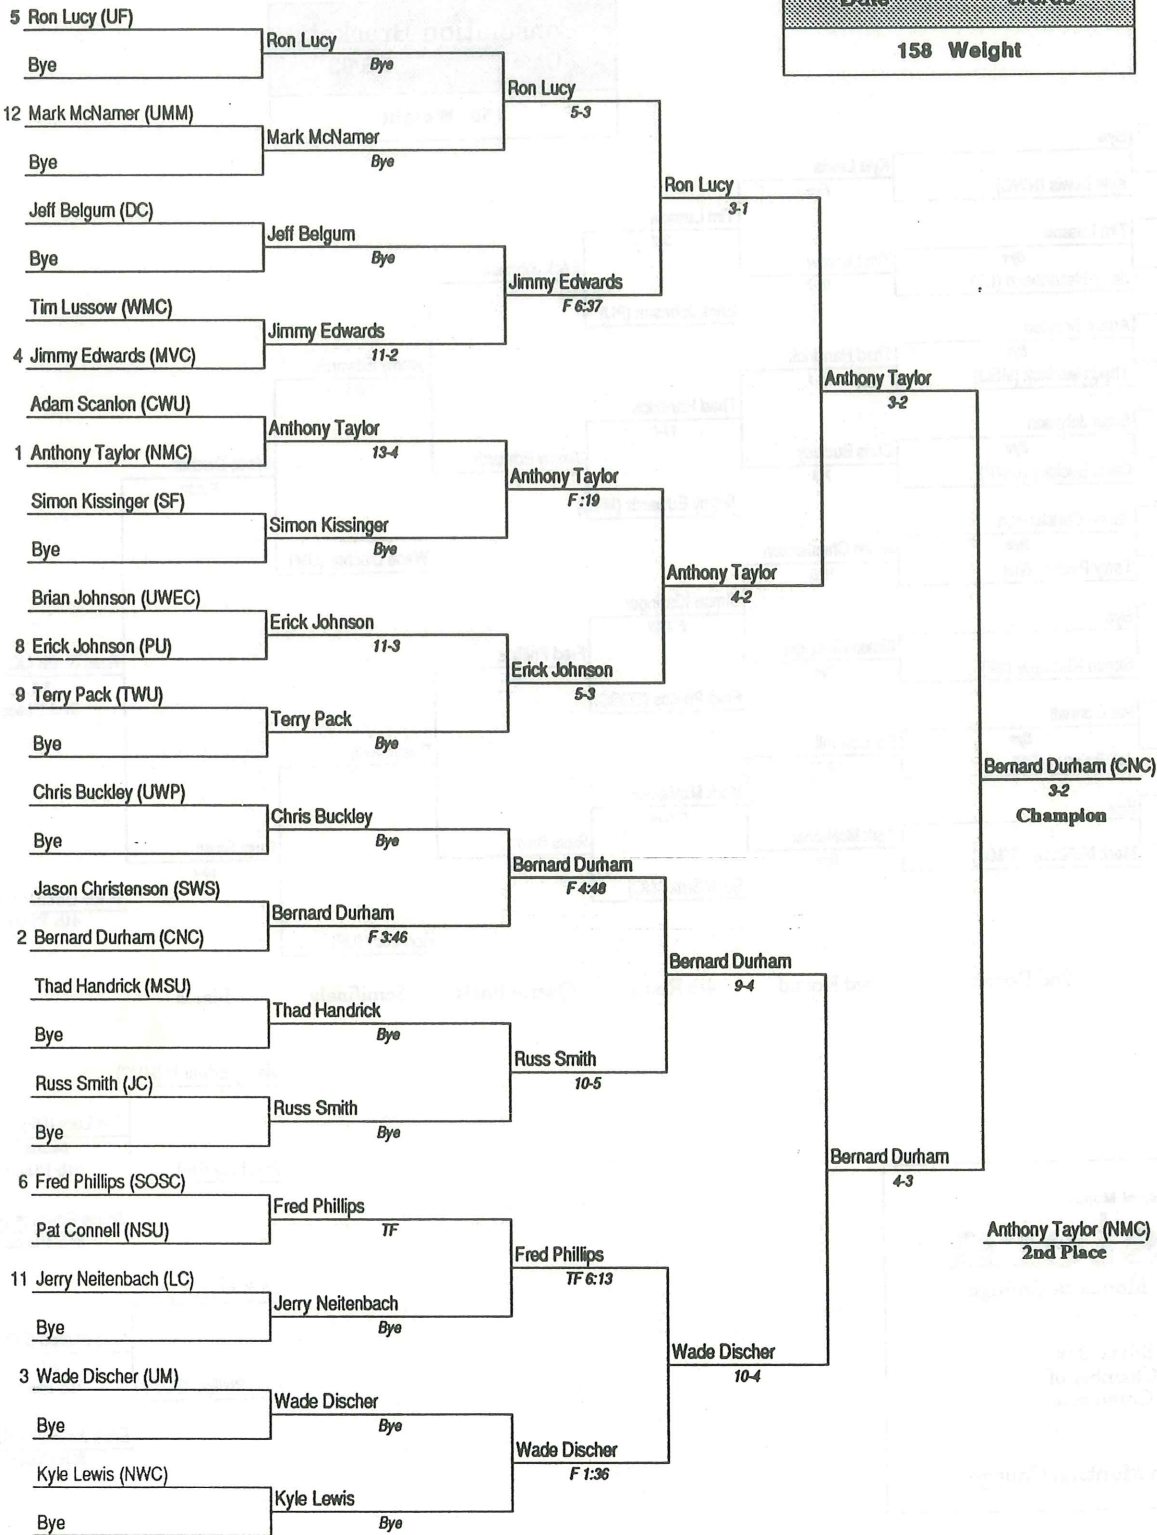 Date
158 Weight
5 Ron Lucy (UF)
Bye
12 Mark McNamer (UMM)
Bye
Jeff Belgum (DC)
Bye
Tim Lussow (WMC)
4 Jimmy Edwards (MVC)
Adam Scanlon (CWU)
1 Anthony Taylor (NMC)
Simon Kissinger (SF)
Bye
Brian Johnson (UWEC)
8 Erick Johnson (PU)
9 Terry Pack (TWU)
Bye
Chris Buckley (UWP)
Bye
Jason Christenson (SWS)
2 Bernard Durham (CNC)
Thad Handrick (MSU)
Bye
Russ Smith (JC)
Bye
6 Fred Phillips (SOSC)
Pat Connell (NSU)
11 Jerry Neitenbach (LC)
Bye
3 Wade Discher (UM)
Bye
Kyle Lewis (NWC)
Bye
Ron Lucy
Bye
Mark McNamer
Bye
Jeff Belgum
Bye
Jimmy Edwards
11-2
Anthony Taylor
13-4
Simon Kissinger
Bye
Erick Johnson
11-3
Terry Pack
Bye
Chris Buckley
Bye
Bernard Durham
F 3:46
Thad Handrick
Bye
Russ Smith
Bye
Fred Phillips
TF
Jerry Neitenbach
Bye
Wade Discher
Bye
Kyle Lewis
Bye
Ron Lucy
5-3
Jimmy Edwards
F 6:37
Anthony Taylor
F :19
Erick Johnson
5-3
Bernard Durham
F 4:48
Russ Smith
10-5
Fred Phillips
TF 6:13
Wade Discher
F 1:36
Ron Lucy
3-1
Anthony Taylor
4-2
Bernard Durham
9-4
Wade Discher
10-4
Anthony Taylor
3-2
Bernard Durham
4-3
Bernard Durham (CNC)
3-2
Champion
Anthony Taylor (NMC)
2nd Place